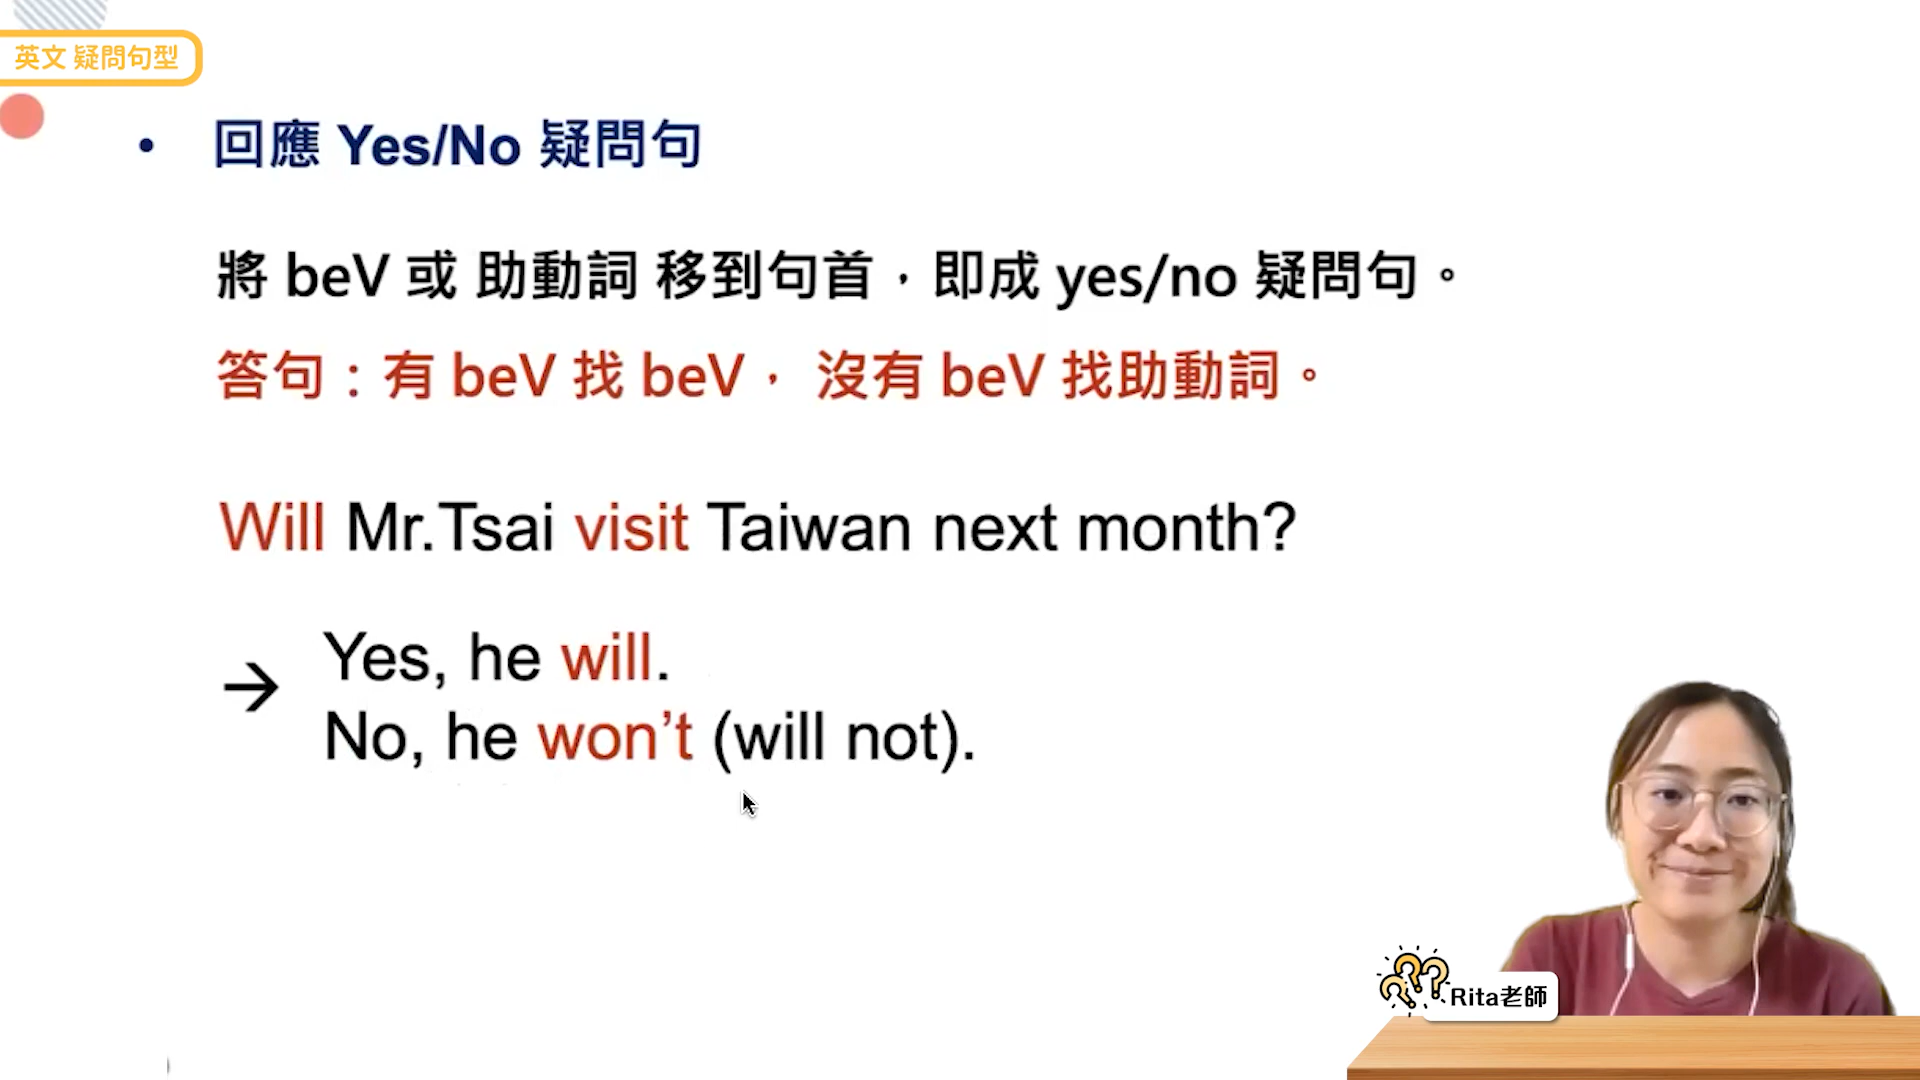 英文 疑問句型
• 回應 Yes/No 疑問句
將 beV 或 助動詞 移到句首，即成 yes/no 疑問句。
答句：有 beV 找 beV， 沒有 beV 找助動詞。
Will Mr.Tsai visit Taiwan next month?
→ Yes, he will.
No, he won’t (will not).
Rita老師